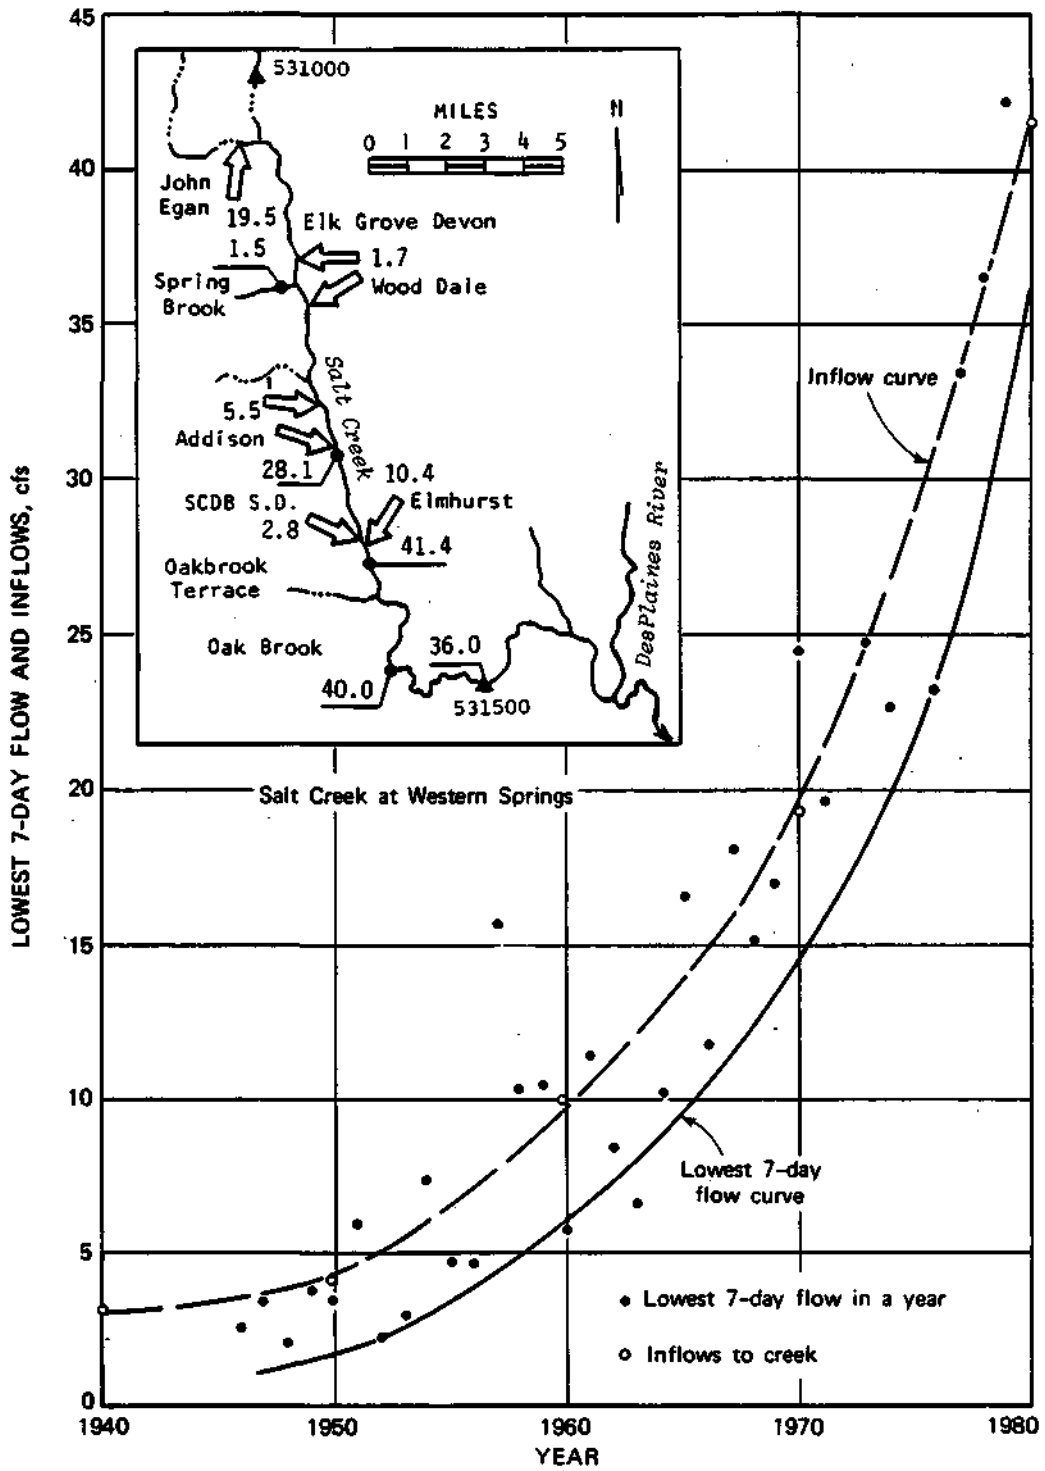 LOWEST 7-DAY FLOW AND INFLOWS, cfs
45
40
35
30
25
20
15
10
5
0
1940
1950
1960
1970
1980
YEAR
531000
MILES
0 1 2 3 4 5
N
John
Egan
19.5
Elk Grove Devon
1.5
1.7
Spring
Brook
Wood Dale
Salt Creek
5.5
Addison
28.1
10.4
SCDB S.D.
Elmhurst
2.8
41.4
Oakbrook
Terrace
Oak Brook
36.0
40.0
531500
DesPlaines River
Salt Creek at Western Springs
Inflow curve
Lowest 7-day
flow curve
Lowest 7-day flow in a year
Inflows to creek